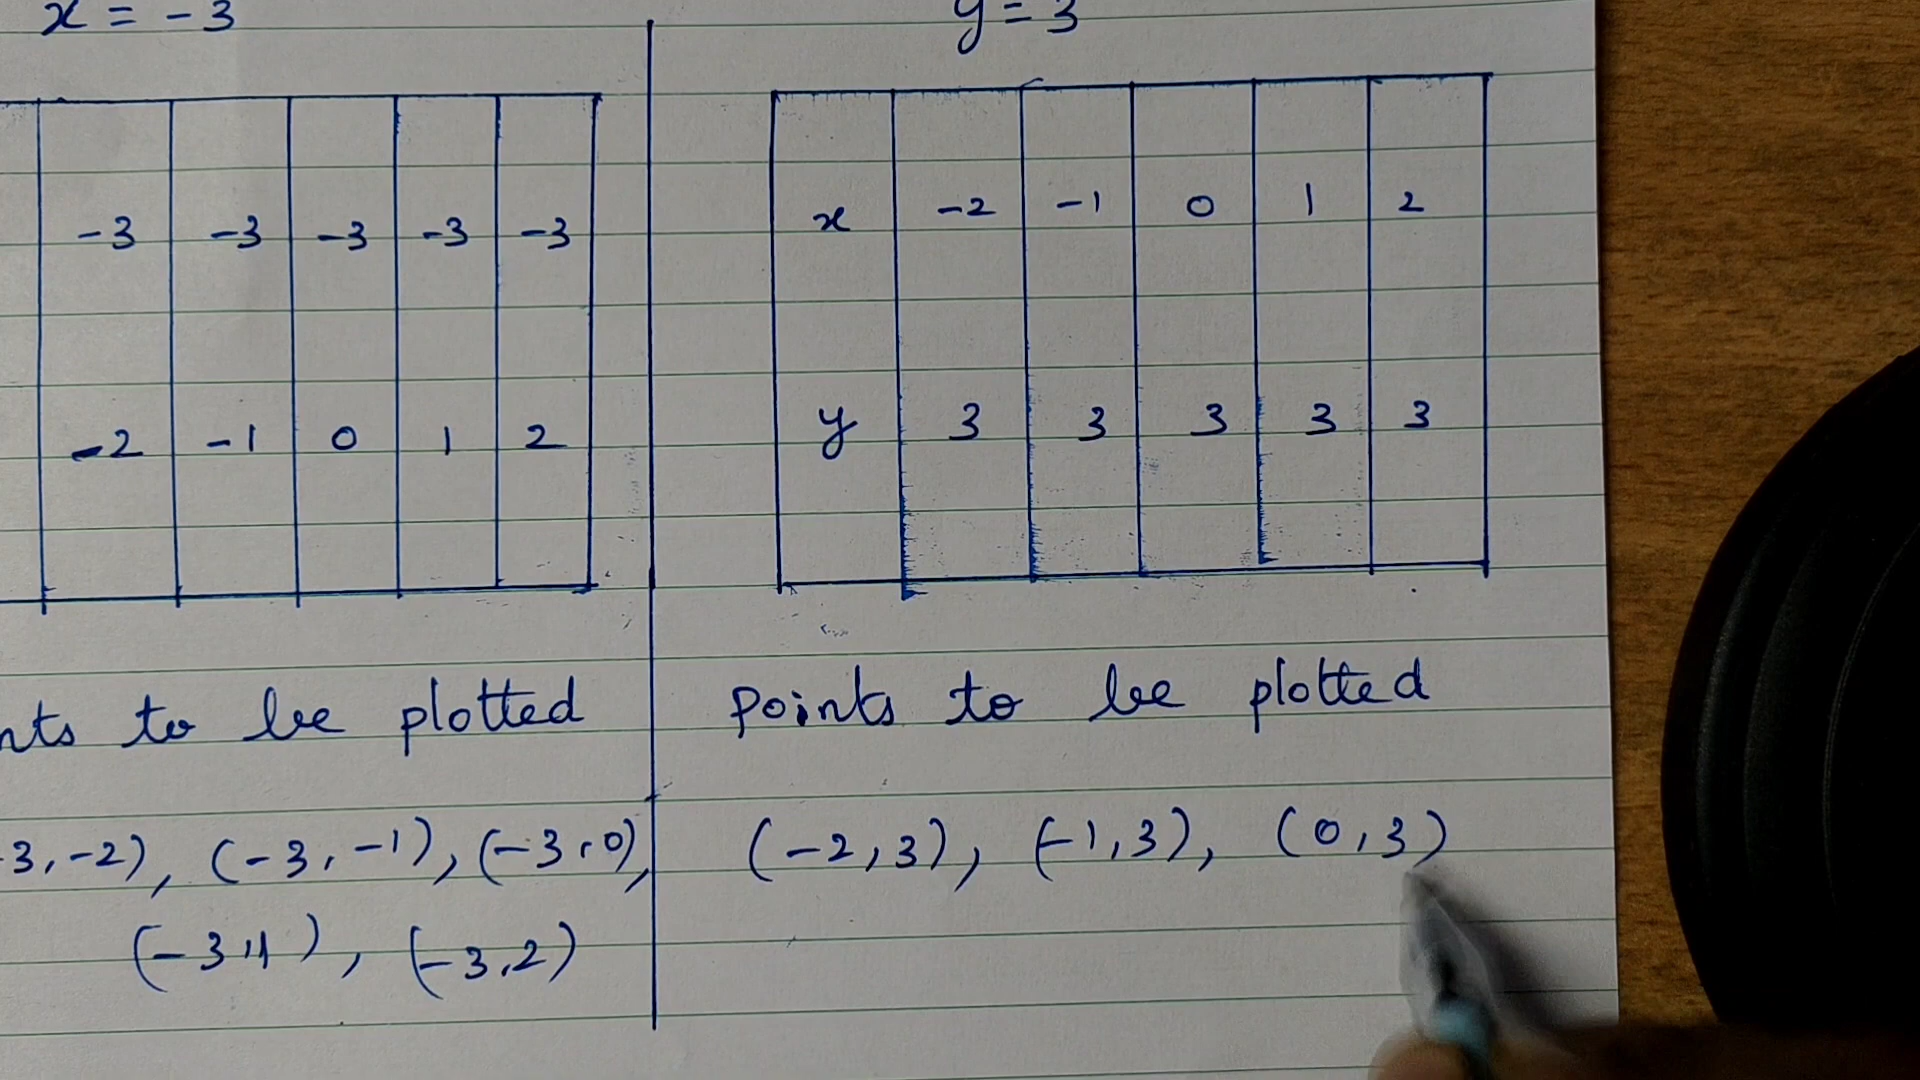 x = -3
-3 -3 -3 -3 -3
-2 -1 0 1 2
nts to be plotted
3,-2), (-3,-1), (-3,0),
(-3,1), (-3,2)
y = 3
x -2 -1 0 1 2
y 3 3 3 3 3
points to be plotted
(-2,3), (-1,3), (0,3)